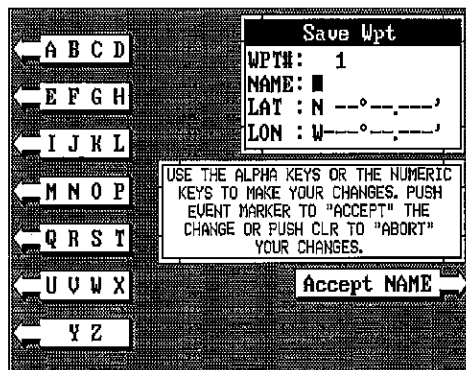 A B C D
E F G H
I J K L
M N O P
Q R S T
U V W X
Y Z
Save Wpt
WPT#: 1
NAME:
LAT : N --°--.---'
LON : W---°--.---'
USE THE ALPHA KEYS OR THE NUMERIC
KEYS TO MAKE YOUR CHANGES. PUSH
EVENT MARKER TO "ACCEPT" THE
CHANGE OR PUSH CLR TO "ABORT"
YOUR CHANGES.
Accept NAME